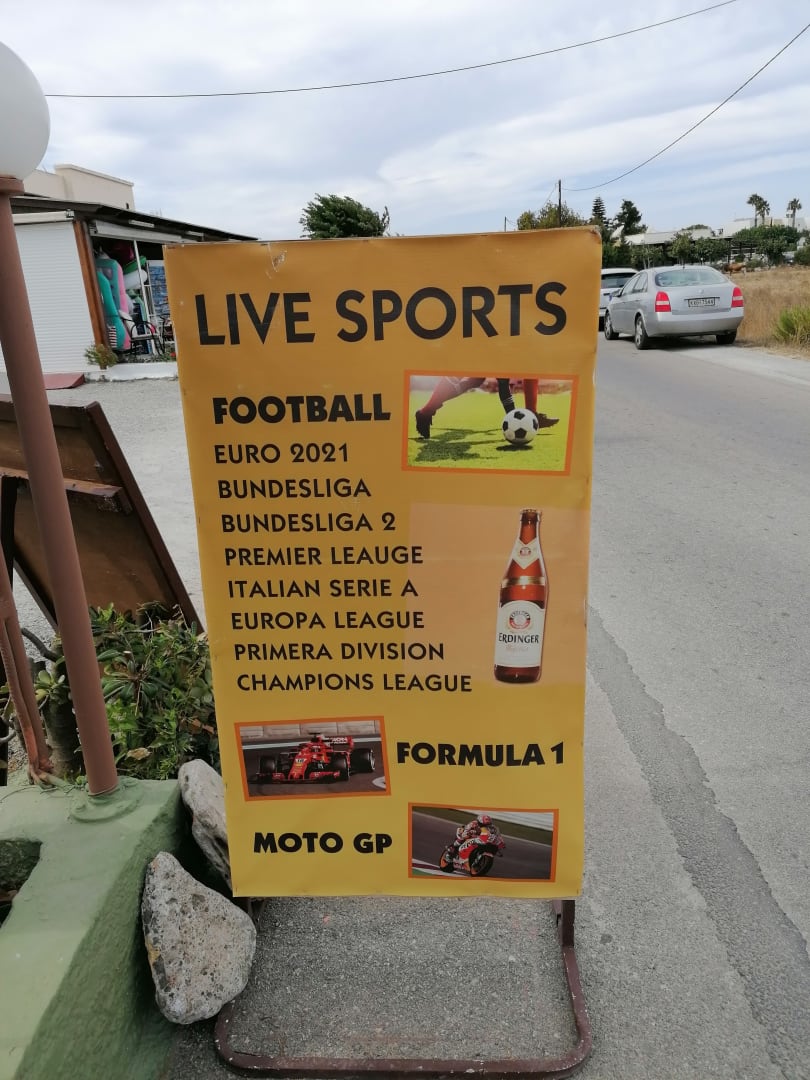 LIVE SPORTS
FOOTBALL
EURO 2021
BUNDESLIGA
BUNDESLIGA 2
PREMIER LEAUGE
ITALIAN SERIE A
EUROPA LEAGUE
PRIMERA DIVISION
CHAMPIONS LEAGUE
ERDINGER
FORMULA 1
MOTO GP